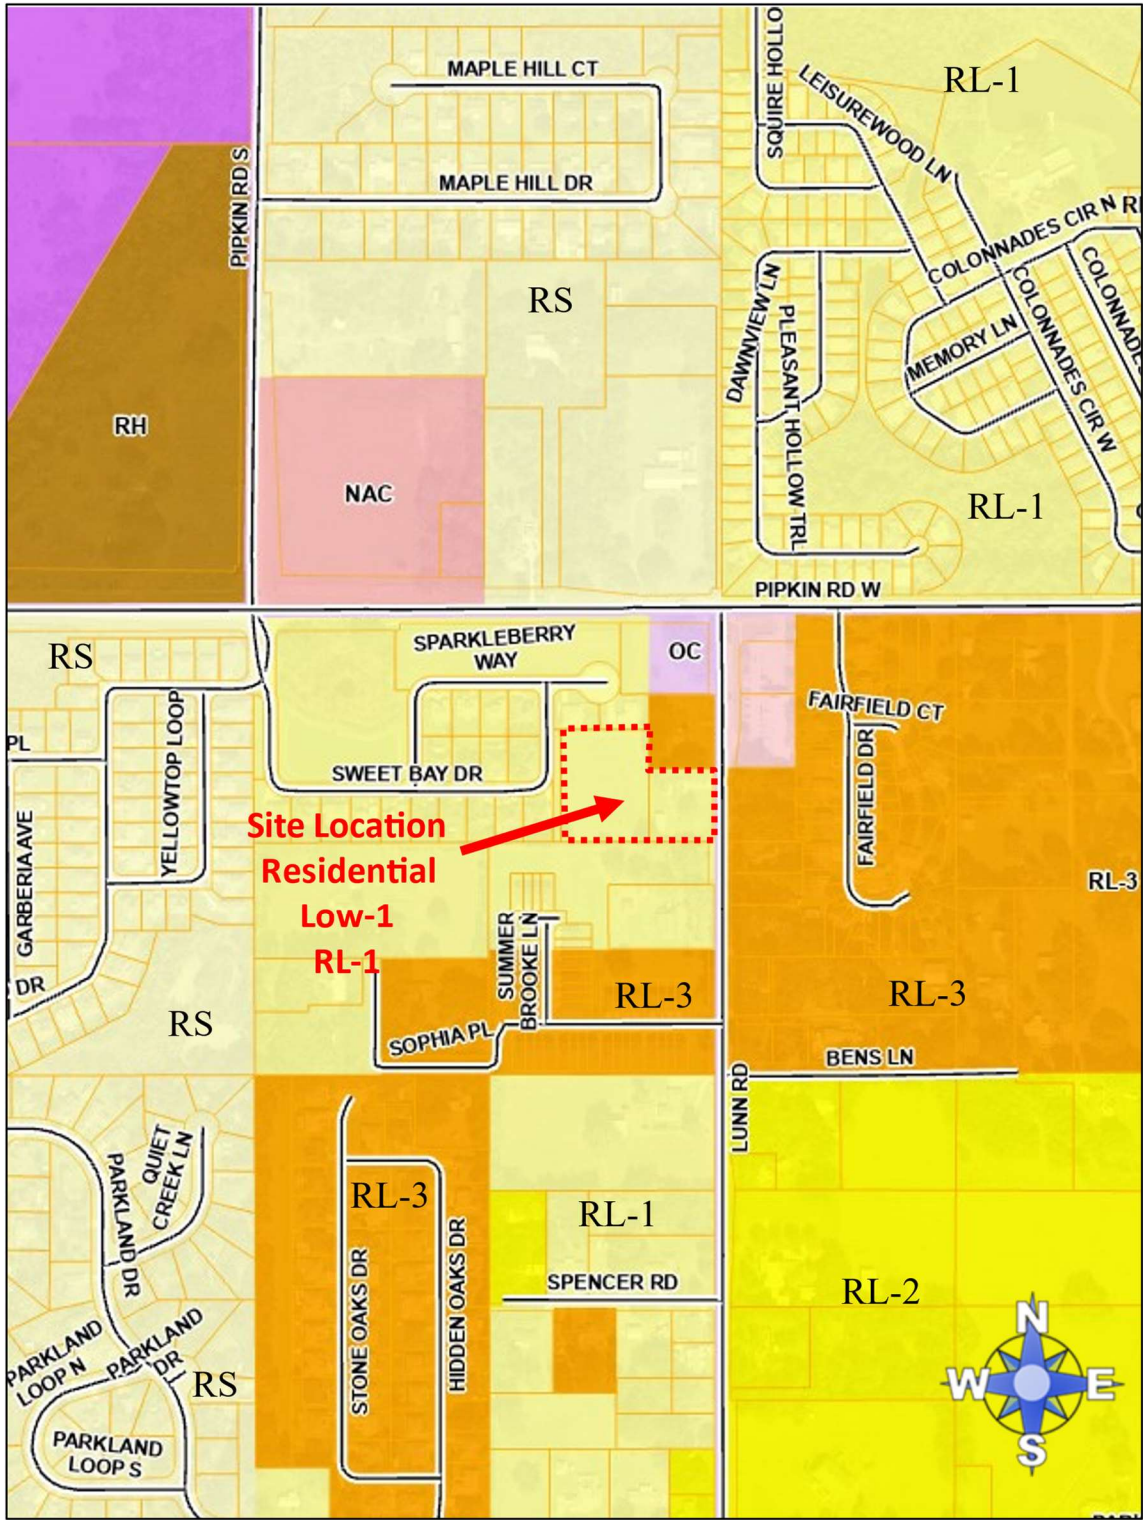 MAPLE HILL CT
SQUIRE HOLLO
LEISUREWOOD LN
RL-1
PIPKIN RD S
MAPLE HILL DR
COLONNADES CIR N
COLONNADES CIR W
RS
DAWNVIEW LN
PLEASANT HOLLOW TRL
MEMORY LN
RH
NAC
RL-1
PIPKIN RD W
RS
SPARKLEBERRY
WAY
OC
FAIRFIELD CT
PL
YELLOWTOP LOOP
SWEET BAY DR
FAIRFIELD DR
GARBERIA AVE
Site Location
Residential
Low-1
RL-1
RL-3
SUMMER
BROOKE LN
DR
RS
RL-3
RL-3
SOPHIA PL
BENS LN
LUNN RD
QUIET
CREEK LN
PARKLAND DR
RL-3
RL-1
STONE OAKS DR
HIDDEN OAKS DR
SPENCER RD
RL-2
PARKLAND
LOOP N
PARKLAND
DR
RS
PARKLAND
LOOP S
N
W E
S